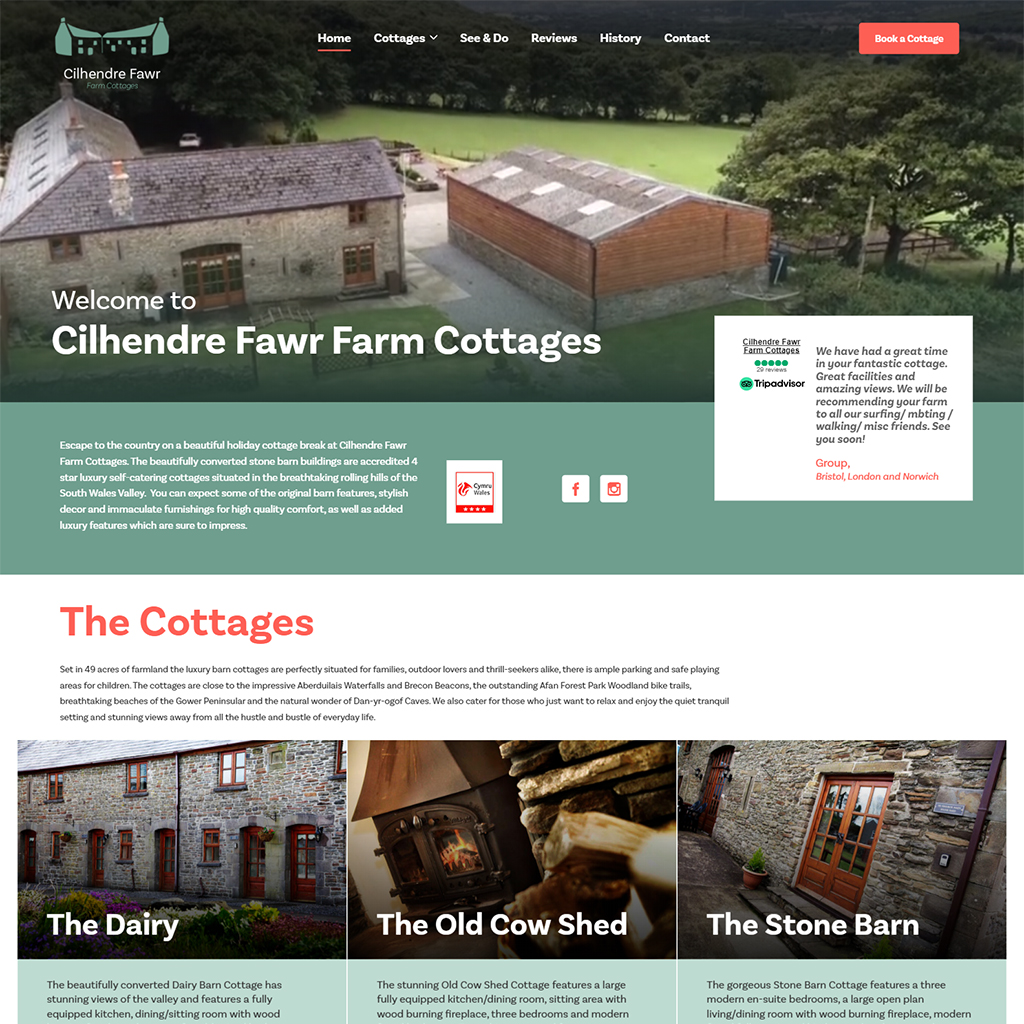 Cilhendre Fawr
Farm Cottages
Home Cottages See & Do Reviews History Contact
Book a Cottage
Welcome to
Cilhendre Fawr Farm Cottages
Cilhendre Fawr
Farm Cottages
29 reviews
Tripadvisor
We have had a great time
in your fantastic cottage.
Great facilities and
amazing views. We will be
recommending your farm
to all our surfing/ mbting /
walking/ misc friends. See
you soon!
Group,
Bristol, London and Norwich
Escape to the country on a beautiful holiday cottage break at Cilhendre Fawr
Farm Cottages. The beautifully converted stone barn buildings are accredited 4
star luxury self-catering cottages situated in the breathtaking rolling hills of the
South Wales Valley. You can expect some of the original barn features, stylish
decor and immaculate furnishings for high quality comfort, as well as added
luxury features which are sure to impress.
Cymru
Wales
The Cottages
Set in 49 acres of farmland the luxury barn cottages are perfectly situated for families, outdoor lovers and thrill-seekers alike, there is ample parking and safe playing
areas for children. The cottages are close to the impressive Aberduilais Waterfalls and Brecon Beacons, the outstanding Afan Forest Park Woodland bike trails,
breathtaking beaches of the Gower Peninsular and the natural wonder of Dan-yr-ogof Caves. We also cater for those who just want to relax and enjoy the quiet tranquil
setting and stunning views away from all the hustle and bustle of everyday life.
The Dairy
The beautifully converted Dairy Barn Cottage has
stunning views of the valley and features a fully
equipped kitchen, dining/sitting room with wood
The Old Cow Shed
The stunning Old Cow Shed Cottage features a large
fully equipped kitchen/dining room, sitting area with
wood burning fireplace, three bedrooms and modern
The Stone Barn
The gorgeous Stone Barn Cottage features a three
modern en-suite bedrooms, a large open plan
living/dining room with wood burning fireplace, modern